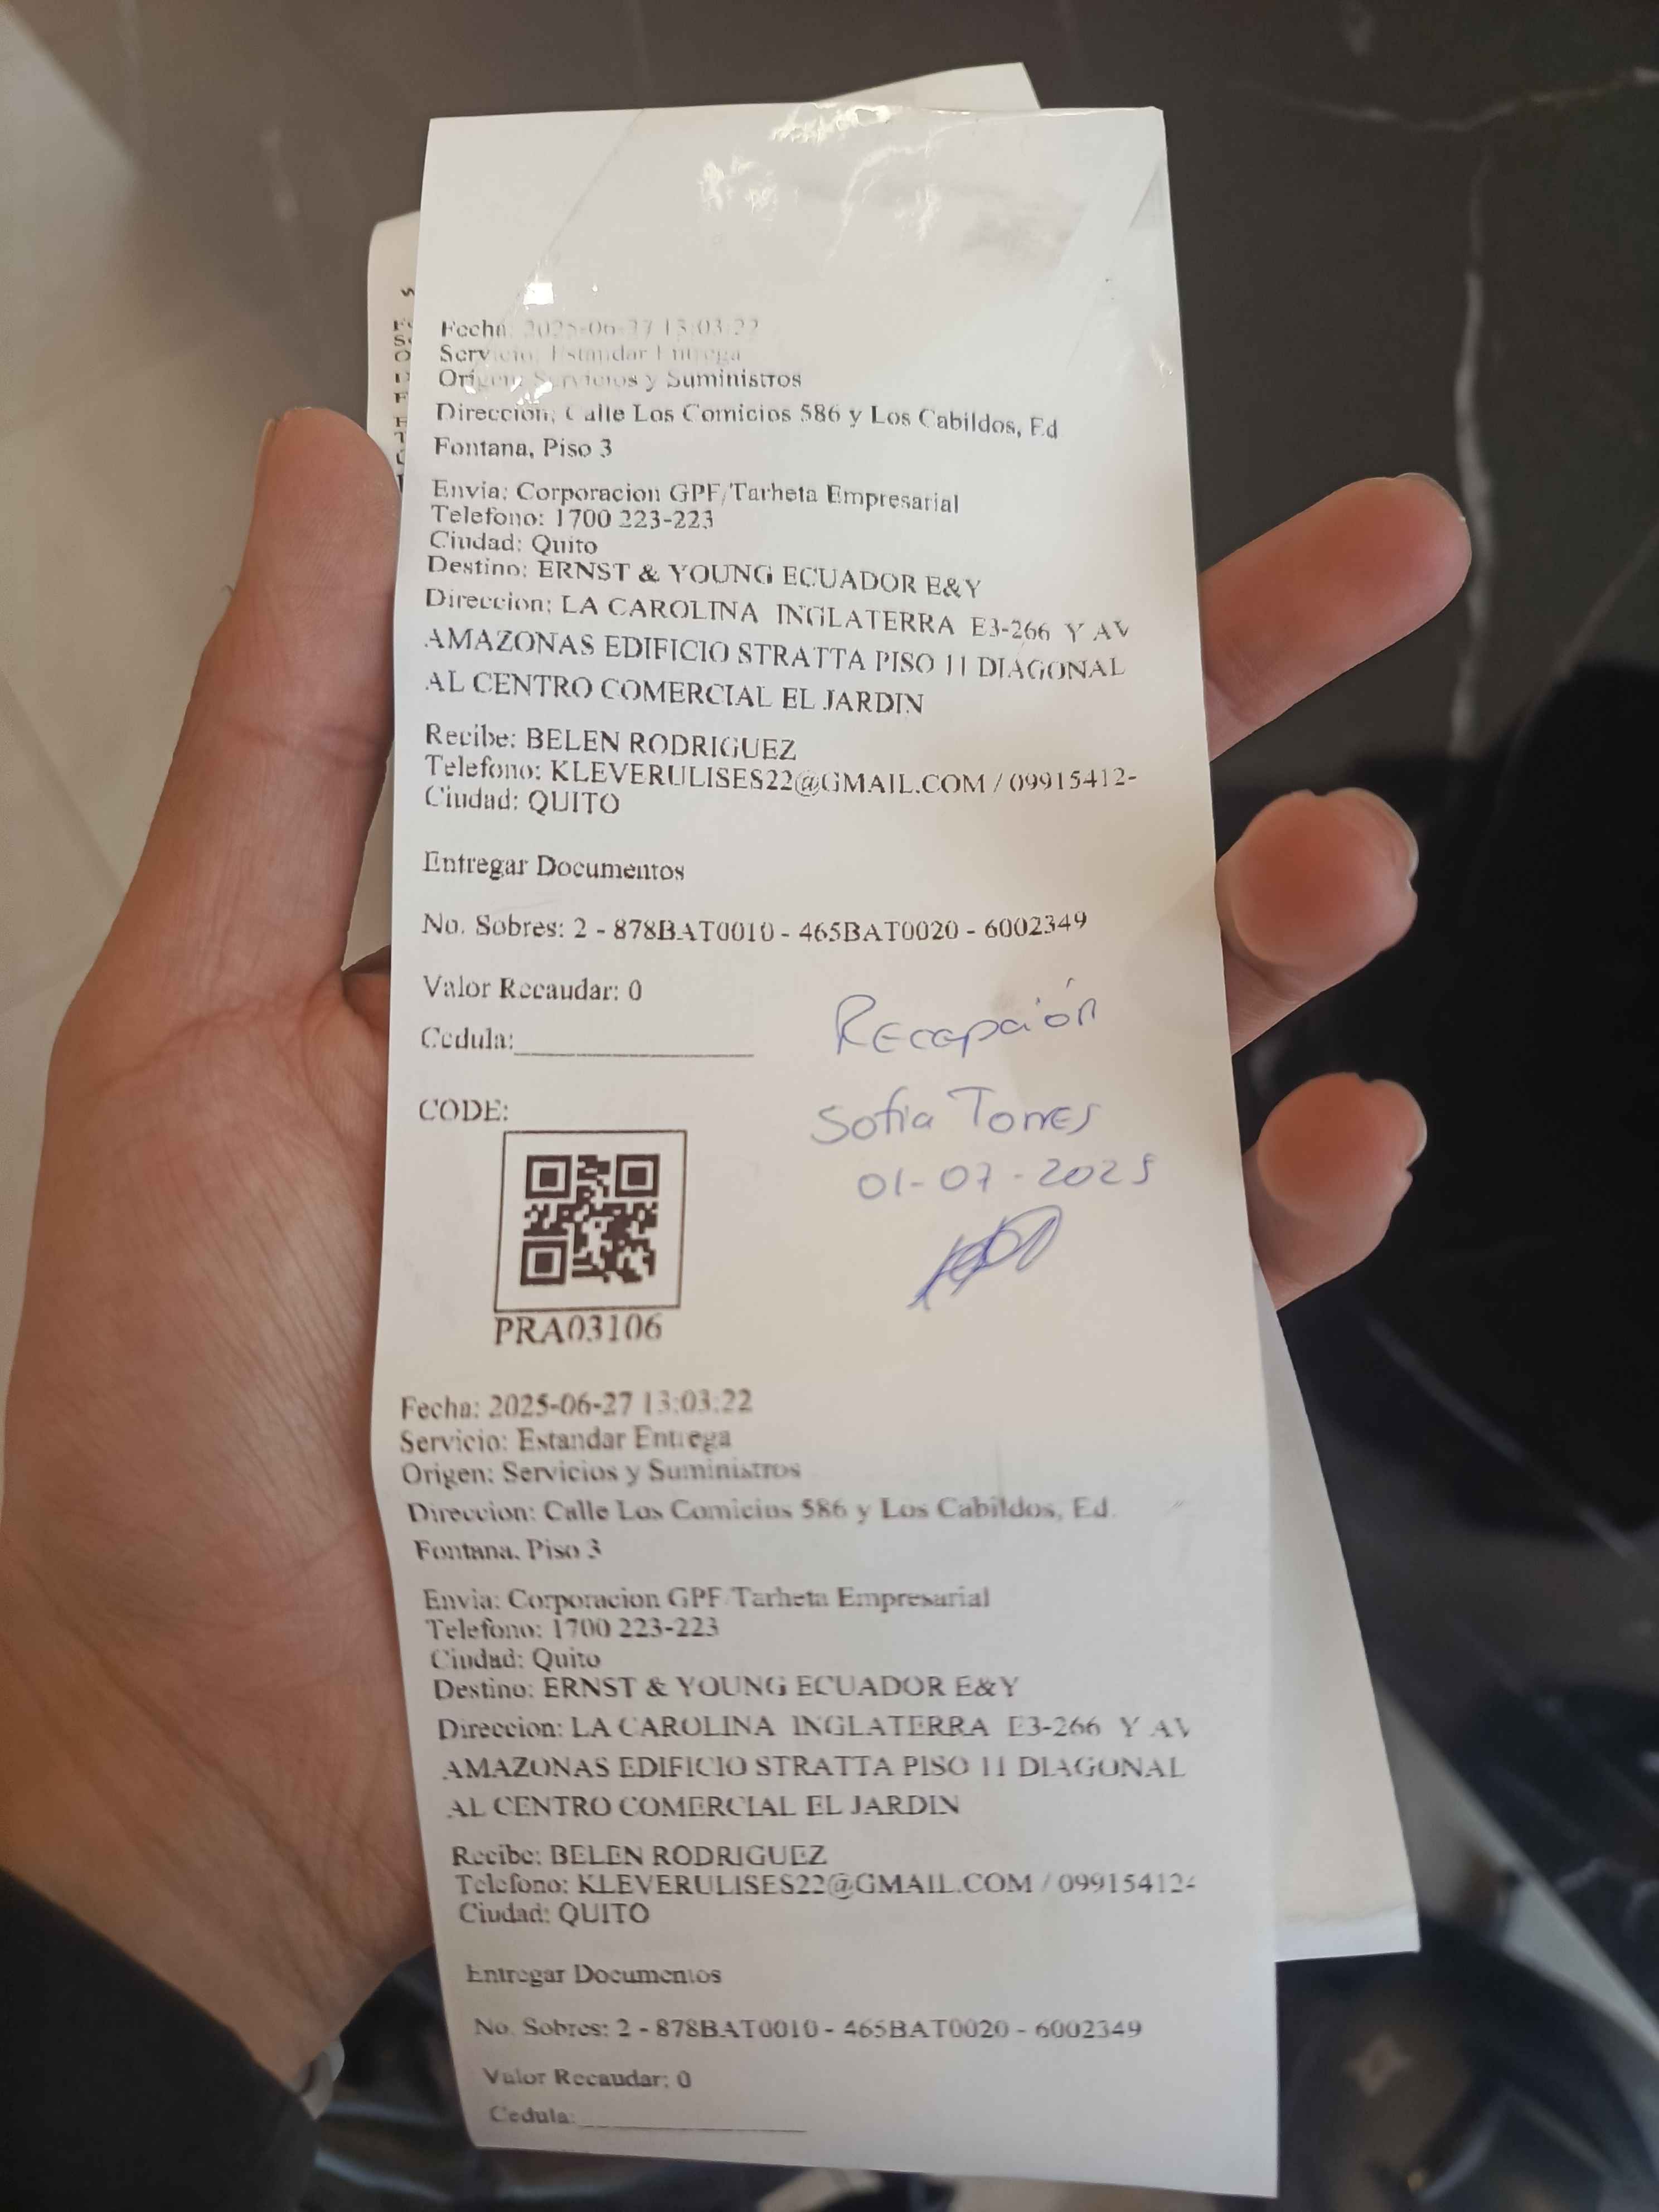 Fecha: 2025-06-27 13:03:22
Servicio: Estandar Entrega
Origen: Servicios y Suministros
Direccion: Calle Los Comicios 586 y Los Cabildos, Ed
Fontana, Piso 3
Envia: Corporacion GPF/Tarheta Empresarial
Telefono: 1700 223-223
Ciudad: Quito
Destino: ERNST & YOUNG ECUADOR E&Y
Direccion: LA CAROLINA INGLATERRA E3-266 Y AV
AMAZONAS EDIFICIO STRATTA PISO 11 DIAGONAL
AL CENTRO COMERCIAL EL JARDIN
Recibe: BELEN RODRIGUEZ
Telefono: KLEVERULISES22@GMAIL.COM / 09915412-
Ciudad: QUITO
Entregar Documentos
No. Sobres: 2 - 878BAT0010 - 465BAT0020 - 6002349
Valor Recaudar: 0
Cedula:
Recepción
Sofia Torres
01-07-2025
CODE:
PRA03106
Fecha: 2025-06-27 13:03:22
Servicio: Estandar Entrega
Origen: Servicios y Suministros
Direccion: Calle Los Comicios 586 y Los Cabildos, Ed.
Fontana, Piso 3
Envia: Corporacion GPF/Tarheta Empresarial
Telefono: 1700 223-223
Ciudad: Quito
Destino: ERNST & YOUNG ECUADOR E&Y
Direccion: LA CAROLINA INGLATERRA E3-266 Y AV
AMAZONAS EDIFICIO STRATTA PISO 11 DIAGONAL
AL CENTRO COMERCIAL EL JARDIN
Recibe: BELEN RODRIGUEZ
Telefono: KLEVERULISES22@GMAIL.COM / 09915412-
Ciudad: QUITO
Entregar Documentos
No. Sobres: 2 - 878BAT0010 - 465BAT0020 - 6002349
Valor Recaudar: 0
Cedula: